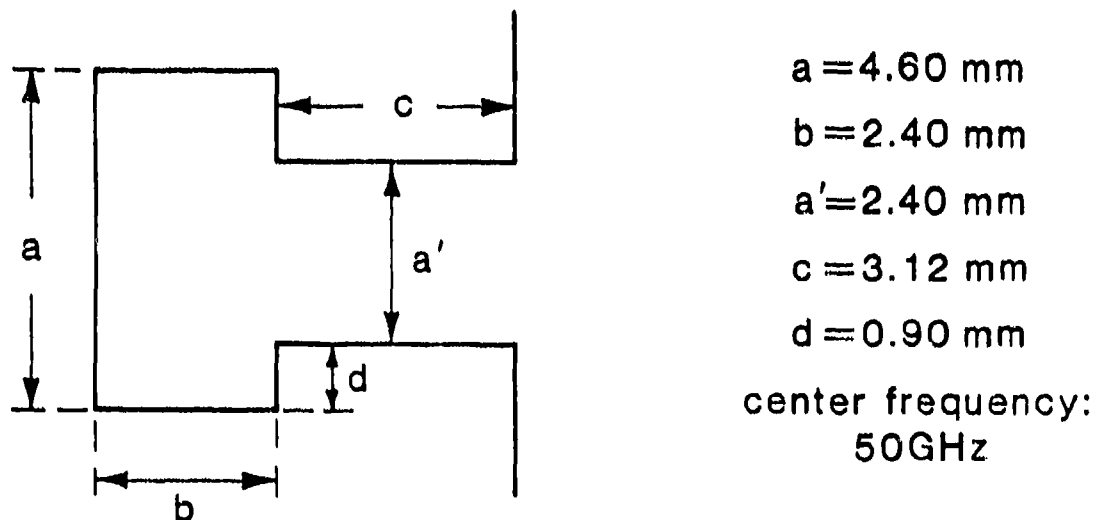 a
b
c
a′
d
a=4.60 mm
b=2.40 mm
a′=2.40 mm
c=3.12 mm
d=0.90 mm
center frequency:
50GHz